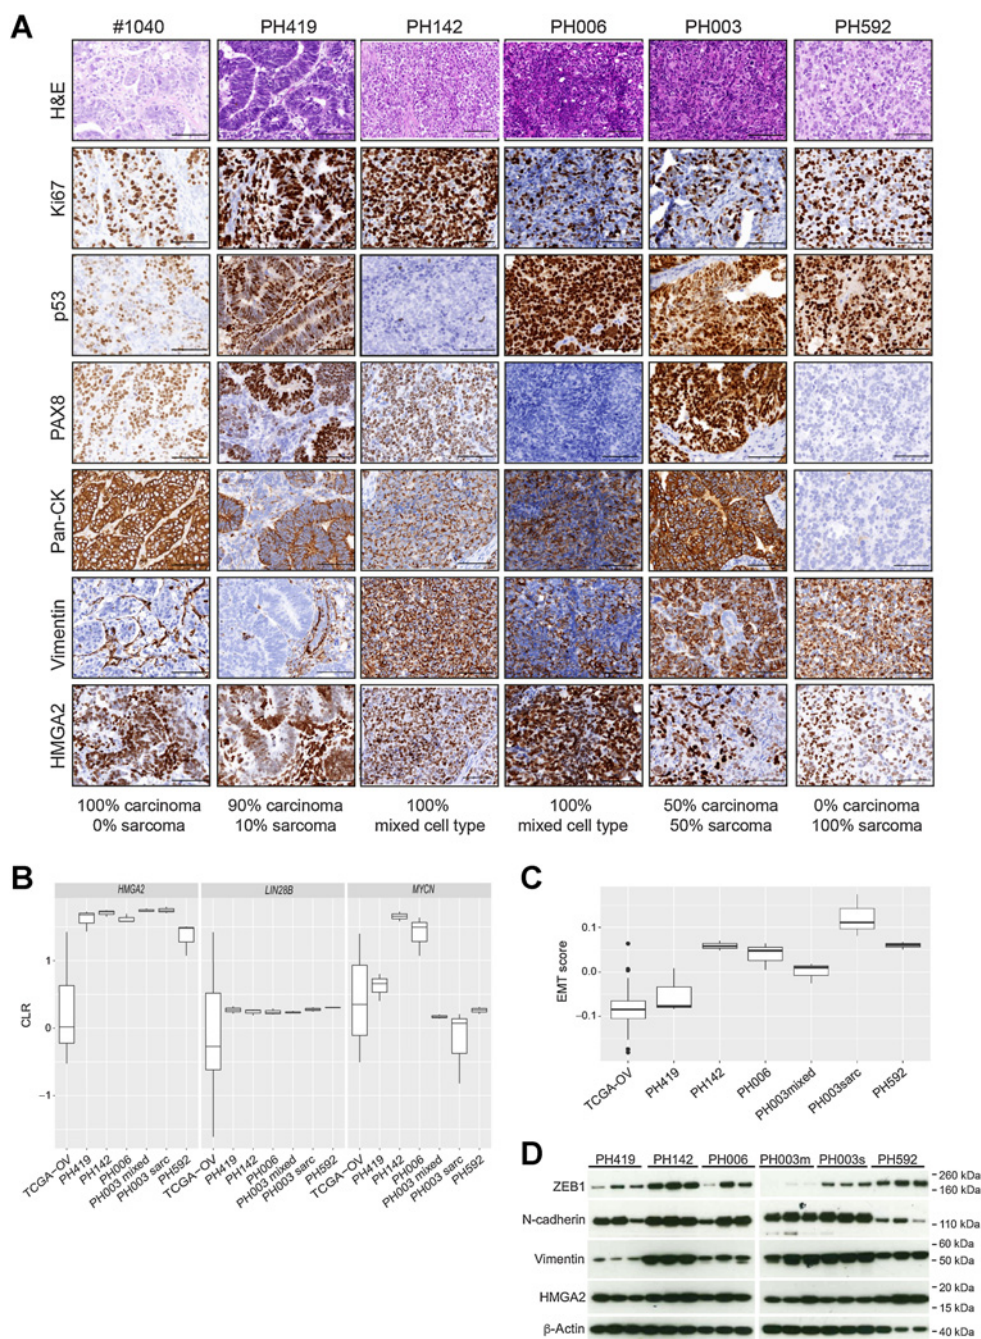 A
#1040 PH419 PH142 PH006 PH003 PH592
H&E
Ki67
p53
PAX8
Pan-CK
Vimentin
HMGA2
100% carcinoma 90% carcinoma 100% 100% 50% carcinoma 0% carcinoma
0% sarcoma 10% sarcoma mixed cell type mixed cell type 50% sarcoma 100% sarcoma
B
HMGA2 LIN28B MYCN
CLR
1
0
−1
TCGA−OV PH419 PH142 PH006 PH003 mixed PH003 sarc PH592 TCGA−OV PH419 PH142 PH006 PH003 mixed PH003 sarc PH592 TCGA−OV PH419 PH142 PH006 PH003 mixed PH003 sarc PH592
C
EMT score
0.1
0.0
−0.1
TCGA−OV PH419 PH142 PH006 PH003mixed PH003sarc PH592
D
PH419 PH142 PH006 PH003m PH003s PH592
ZEB1 260 kDa
160 kDa
N-cadherin 110 kDa
60 kDa
Vimentin 50 kDa
20 kDa
HMGA2 15 kDa
β-Actin 40 kDa